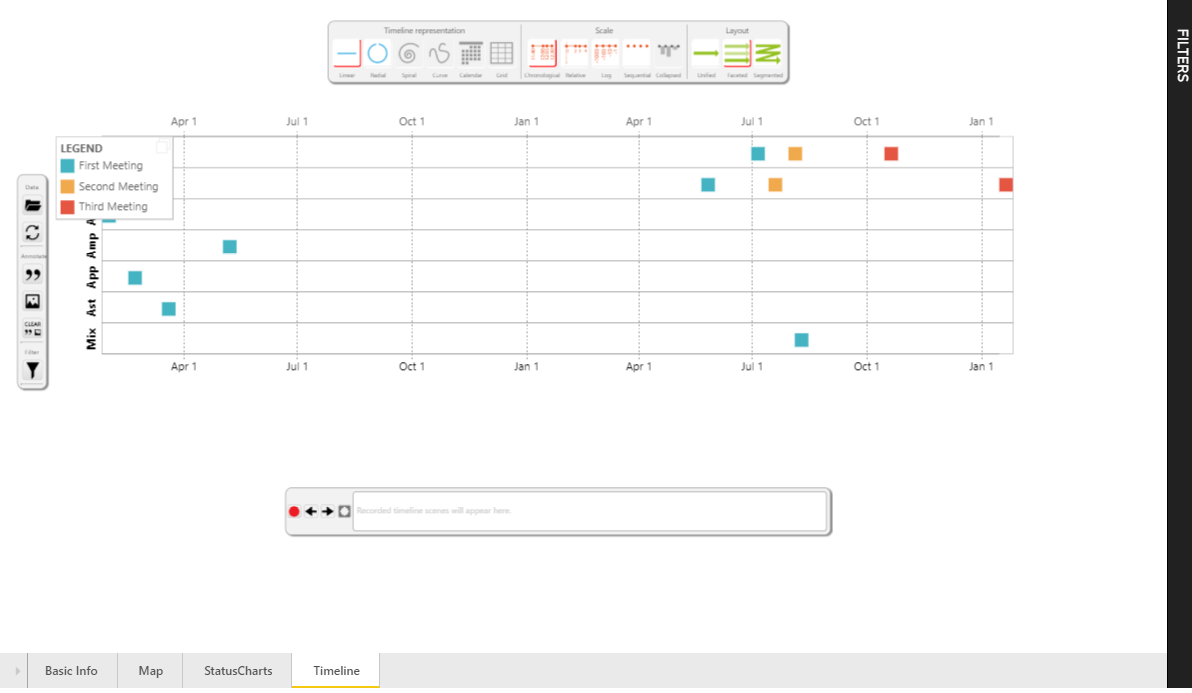 Timeline representation Scale Layout
Linear Radial Spiral Curve Calendar Grid Chronological Relative Log Sequential Collapsed Unified Faceted Segmented
FILTERS
Apr 1 Jul 1 Oct 1 Jan 1 Apr 1 Jul 1 Oct 1 Jan 1
LEGEND
First Meeting
Second Meeting
Third Meeting
Data
Annotate
CLEAR
Filter
Amp
App
Ast
Mix
Apr 1 Jul 1 Oct 1 Jan 1 Apr 1 Jul 1 Oct 1 Jan 1
Recorded timeline scenes will appear here.
Basic Info Map StatusCharts Timeline